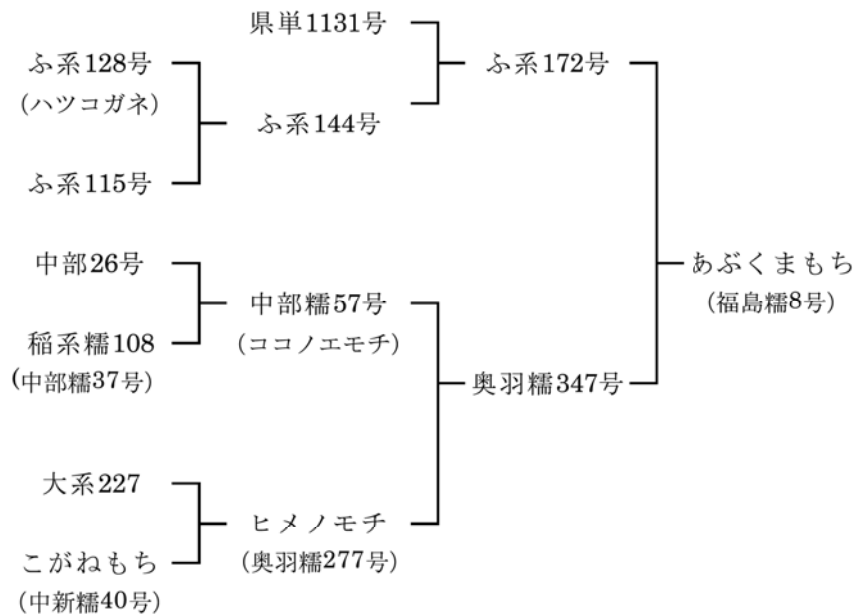 県単1131号
ふ系128号
(ハツコガネ)
ふ系172号
ふ系144号
ふ系115号
中部26号
あぶくまもち
(福島糯8号)
中部糯57号
(ココノエモチ)
稲系糯108
(中部糯37号)
奥羽糯347号
大系227
ヒメノモチ
(奥羽糯277号)
こがねもち
(中新糯40号)